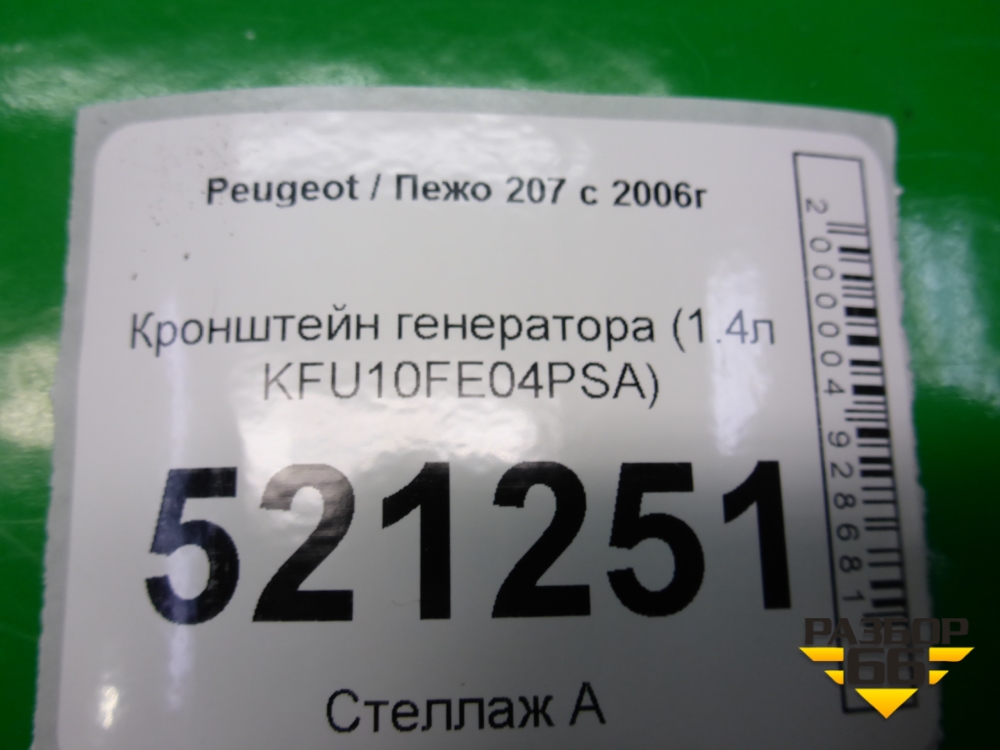 Peugeot / Пежо 207 с 2006г
Кронштейн генератора (1.4л
KFU10FE04PSA)
521251
Стеллаж А
2000004928681
РАЗБОР
66